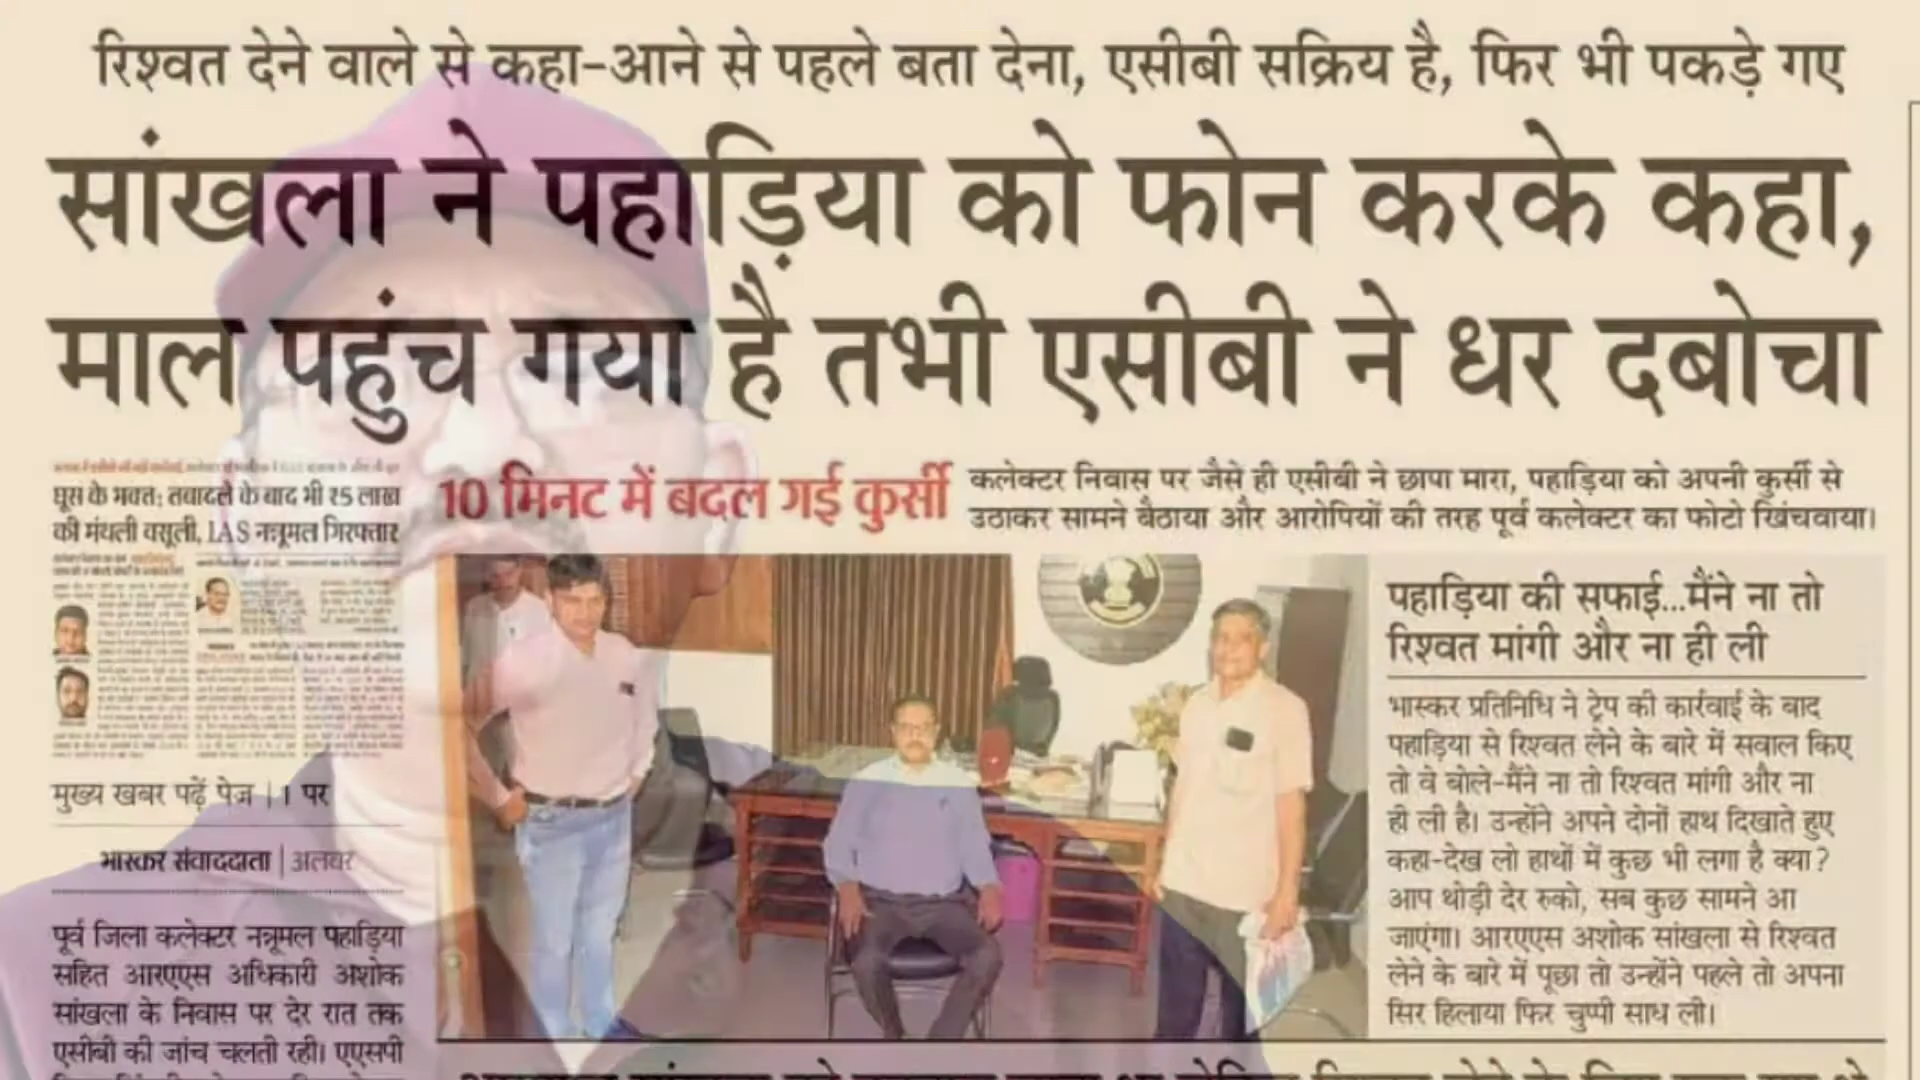 रिश्वत देने वाले से कहा-आने से पहले बता देना, एसीबी सक्रिय है, फिर भी पकड़े गए
सांखला ने पहाड़िया को फोन करके कहा,
माल पहुंच गया है तभी एसीबी ने धर दबोचा
घूस के भक्त: तबादले के बाद भी ₹5 लाख
की मंथली वसूली, IAS नन्नूमल गिरफ्तार
मुख्य खबर पढ़ें पेज 11 पर
भास्कर संवाददाता | अलवर
पूर्व जिला कलेक्टर नन्नूमल पहाड़िया
सहित आरएएस अधिकारी अशोक
सांखला के निवास पर देर रात तक
एसीबी की जांच चलती रही। एएसपी
10 मिनट में बदल गई कुर्सी
कलेक्टर निवास पर जैसे ही एसीबी ने छापा मारा, पहाड़िया को अपनी कुर्सी से
उठाकर सामने बैठाया और आरोपियों की तरह पूर्व कलेक्टर का फोटो खिंचवाया।
पहाड़िया की सफाई...मैंने ना तो
रिश्वत मांगी और ना ही ली
भास्कर प्रतिनिधि ने ट्रेप की कार्रवाई के बाद
पहाड़िया से रिश्वत लेने के बारे में सवाल किए
तो वे बोले-मैंने ना तो रिश्वत मांगी और ना
ही ली है। उन्होंने अपने दोनों हाथ दिखाते हुए
कहा-देख लो हाथों में कुछ भी लगा है क्या?
आप थोड़ी देर रुको, सब कुछ सामने आ
जाएंगा। आरएएस अशोक सांखला से रिश्वत
लेने के बारे में पूछा तो उन्होंने पहले तो अपना
सिर हिलाया फिर चुप्पी साध ली।